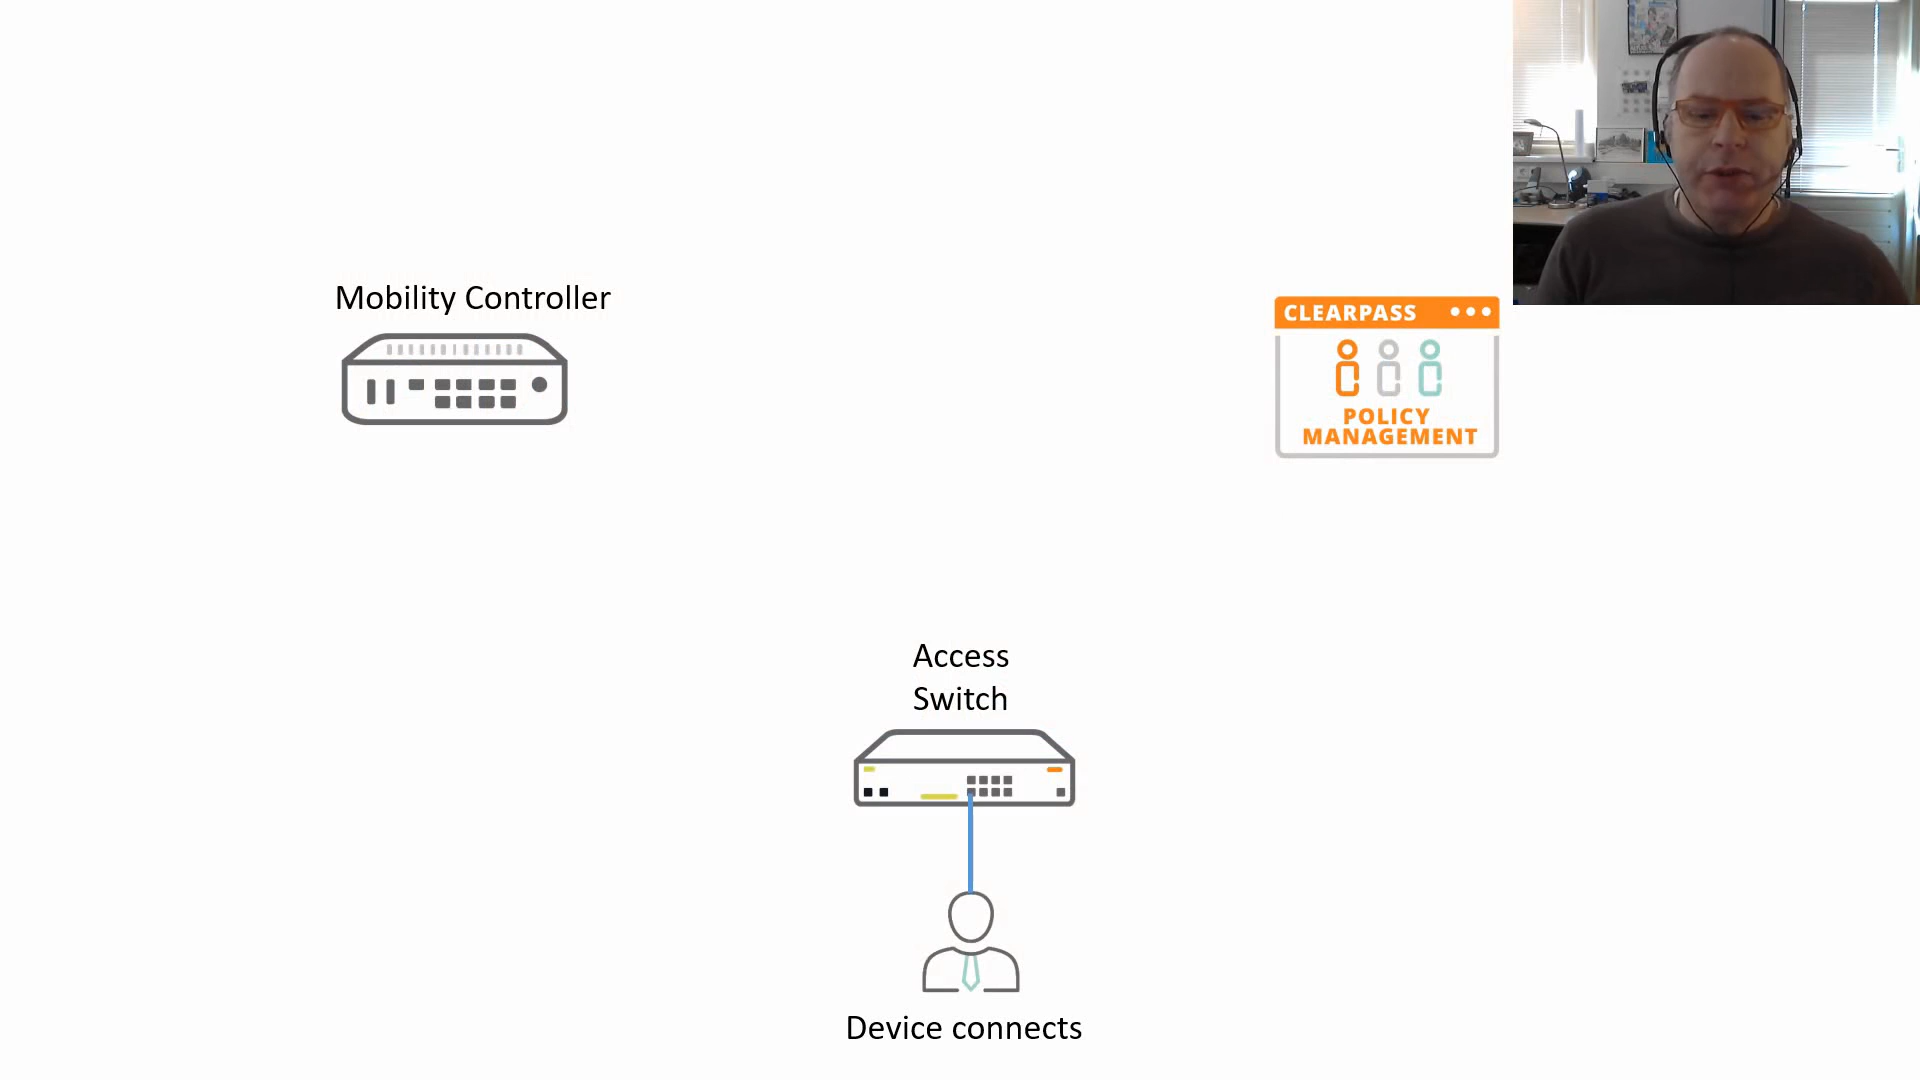 Mobility Controller
CLEARPASS
POLICY
MANAGEMENT
Access
Switch
Device connects